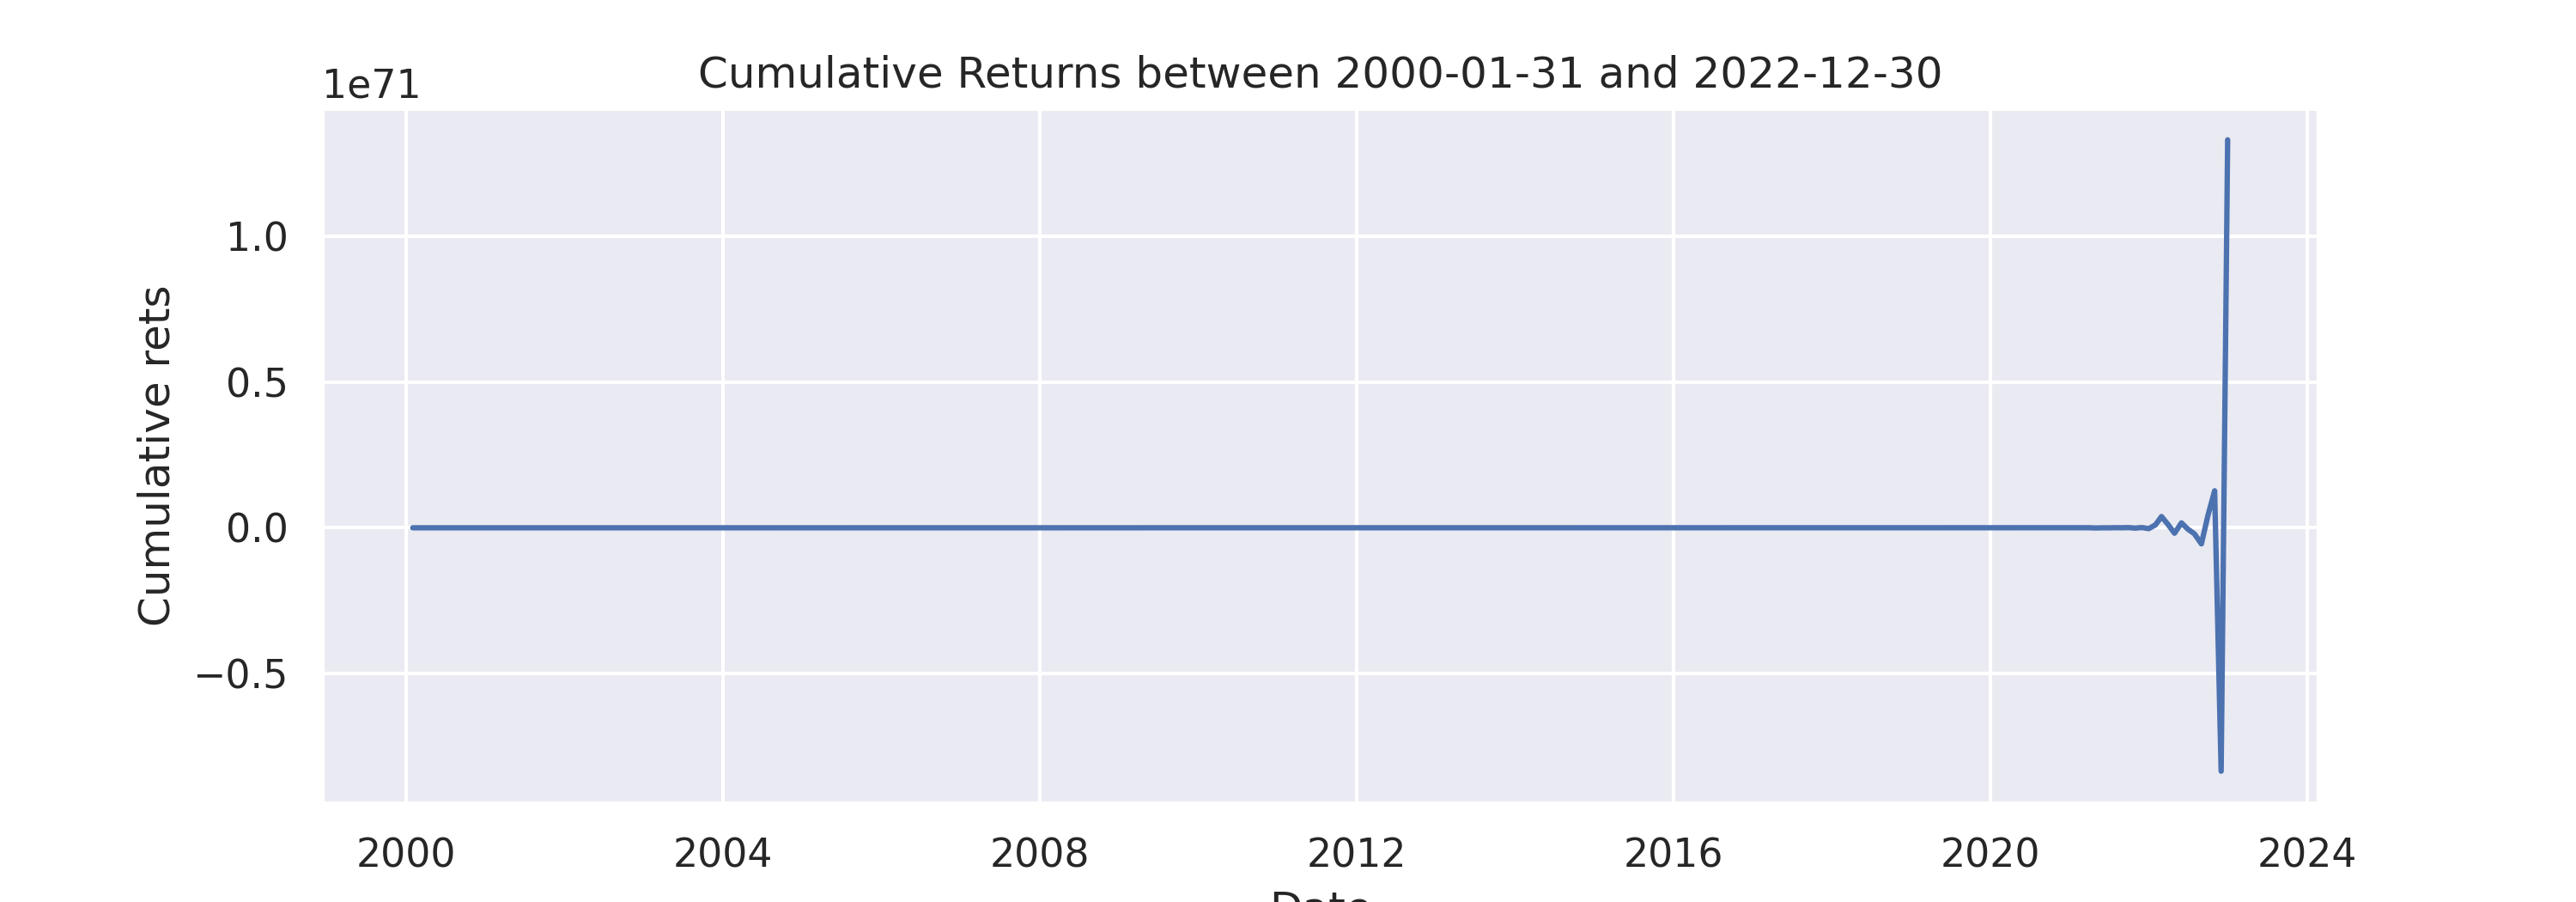 Cumulative Returns between 2000-01-31 and 2022-12-30
1e71
1.0
0.5
0.0
−0.5
Cumulative rets
2000 2004 2008 2012 2016 2020 2024
Date